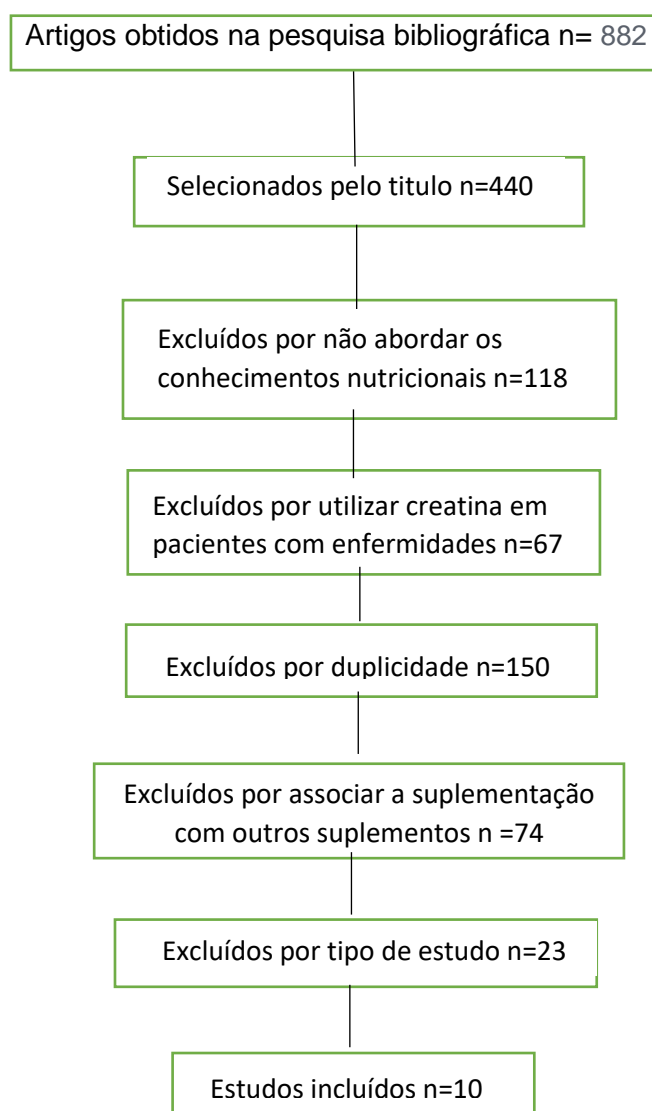 Artigos obtidos na pesquisa bibliográfica n= 882
Selecionados pelo titulo n=440
Excluídos por não abordar os
conhecimentos nutricionais n=118
Excluídos por utilizar creatina em
pacientes com enfermidades n=67
Excluídos por duplicidade n=150
Excluídos por associar a suplementação
com outros suplementos n =74
Excluídos por tipo de estudo n=23
Estudos incluídos n=10